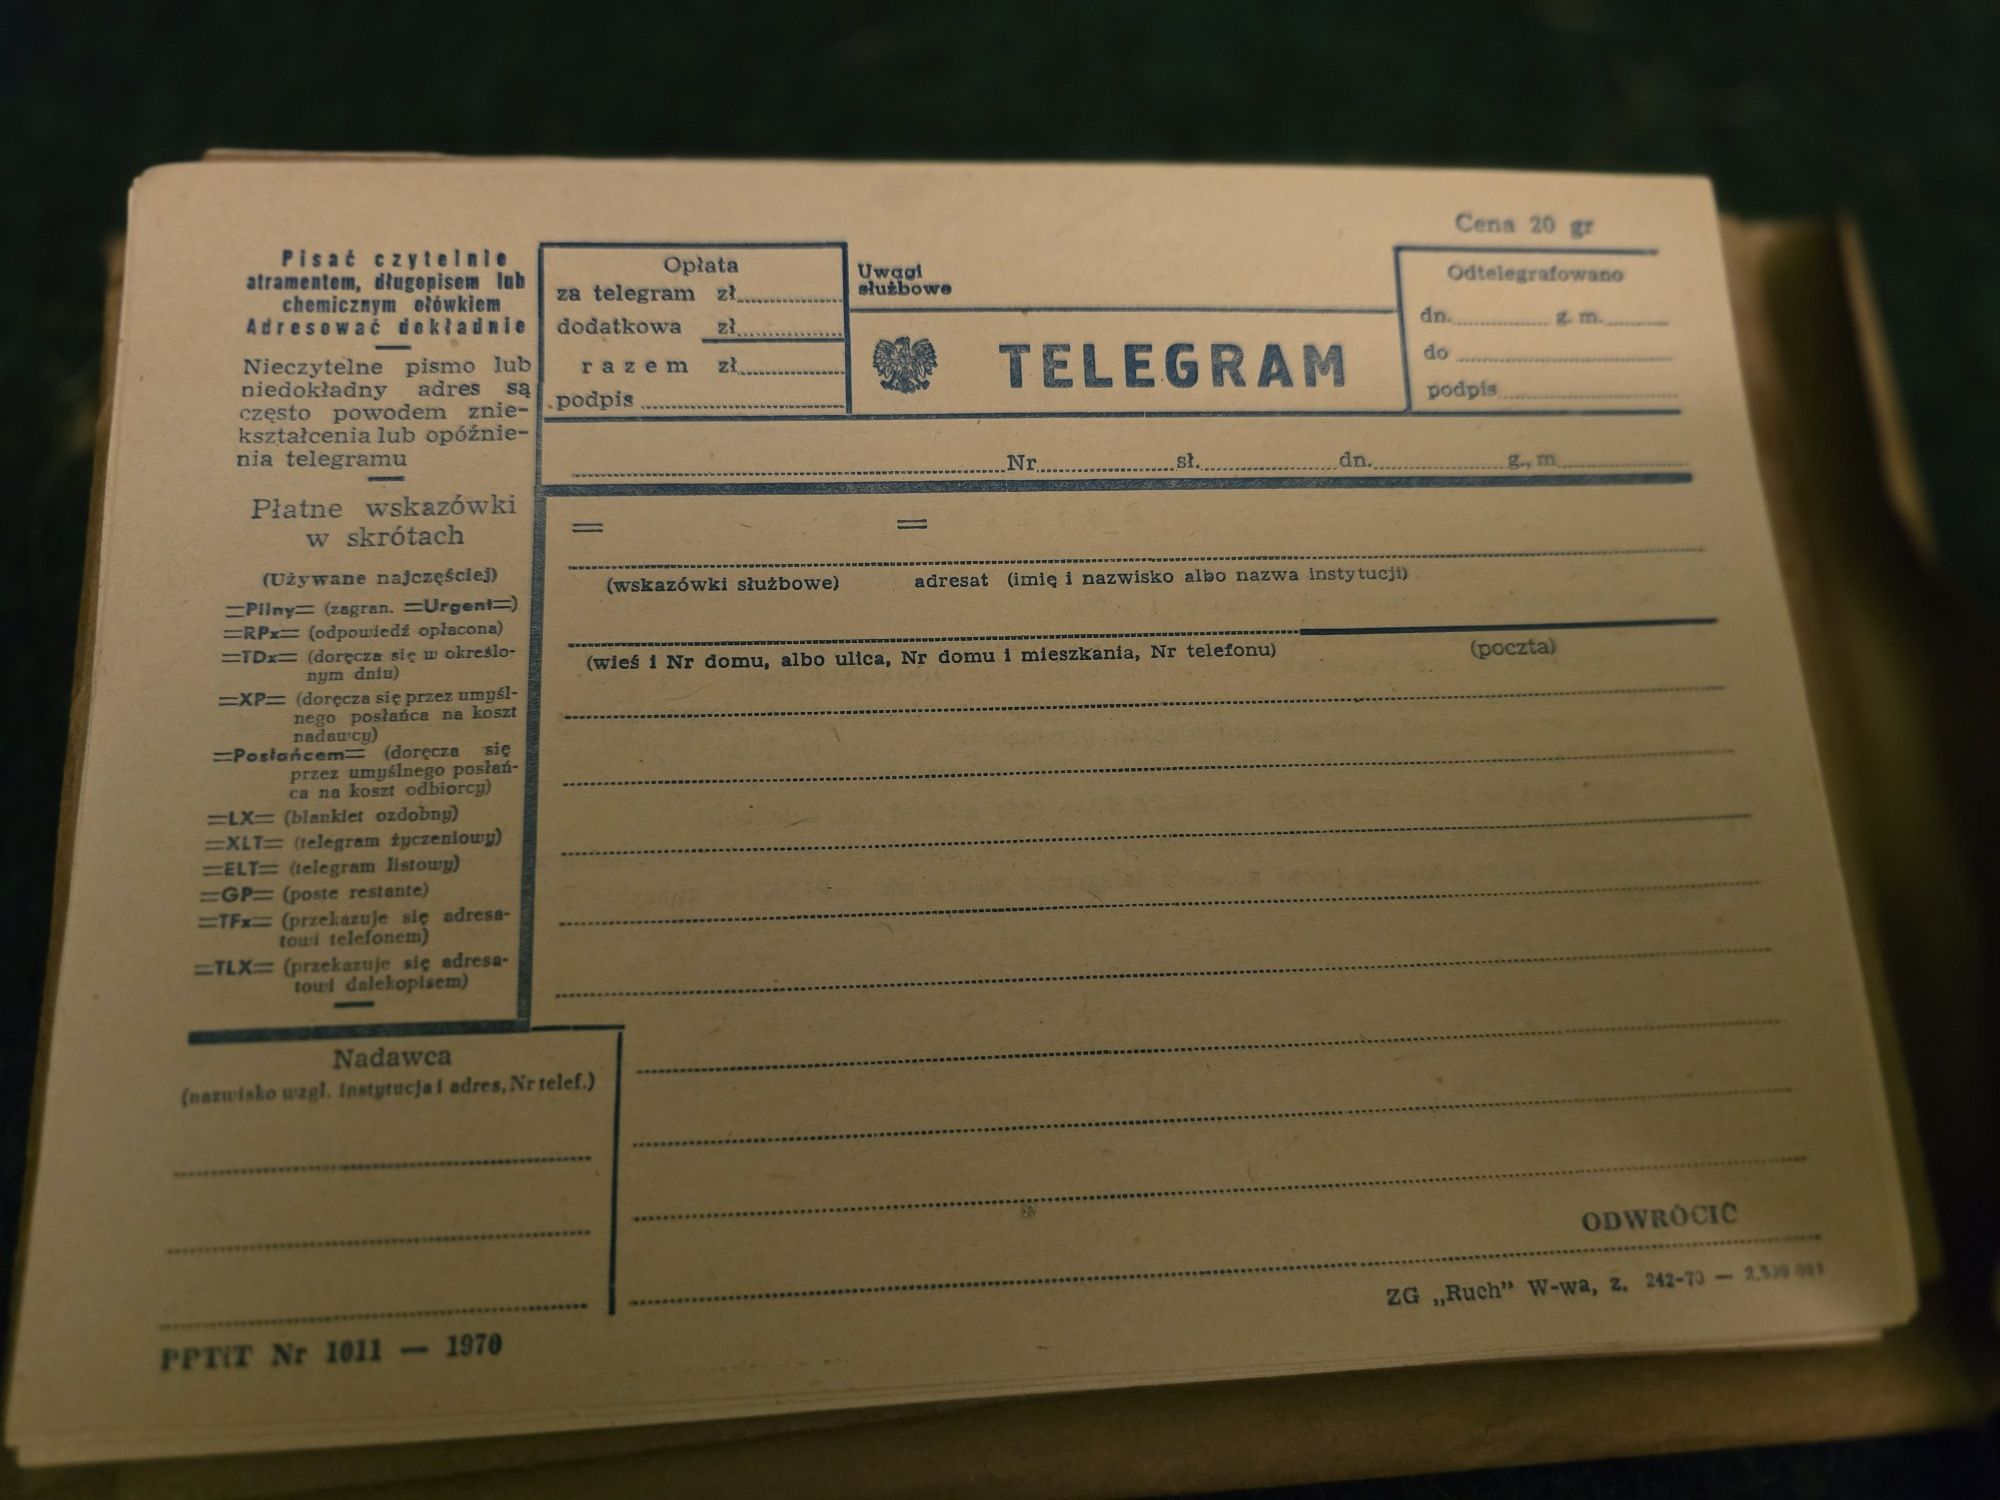 Cena 20 gr
Pisać czytelnie
atramentem, długopisem lub
chemicznym ołówkiem
Adresować dokładnie
Nieczytelne pismo lub
niedokładny adres są
często powodem znie-
kształcenia lub opóźnie-
nia telegramu
Płatne wskazówki
w skrótach
(Używane najczęściej)
=Pilny= (zagran. =Urgent=)
=RPx= (odpowiedź opłacona)
=TDx= (doręcza się w określo-
nym dniu)
=XP= (doręcza się przez umyśl-
nego posłańca na koszt
nadawcy)
=Posłańcem= (doręcza się
przez umyślnego posłań-
ca na koszt odbiorcy)
=LX= (blankiet ozdobny)
=XLT= (telegram życzeniowy)
=ELT= (telegram listowy)
=GP= (poste restante)
=TFx= (przekazuje się adresa-
towi telefonem)
=TLX= (przekazuje się adresa-
towi dalekopisem)
Opłata
za telegram zł
dodatkowa zł
razem zł
podpis
Uwagi
służbowe
TELEGRAM
Odtelegrafowano
dn. g. m.
do
podpis
Nr sł. dn. g., m
= =
(wskazówki służbowe) adresat (imię i nazwisko albo nazwa instytucji)
(wieś i Nr domu, albo ulica, Nr domu i mieszkania, Nr telefonu) (poczta)
Nadawca
(nazwisko wzgl. instytucja i adres, Nr telef.)
ODWRÓCIĆ
ZG „Ruch” W-wa, z. 242-70 —
PPTiT Nr 1011 — 1970